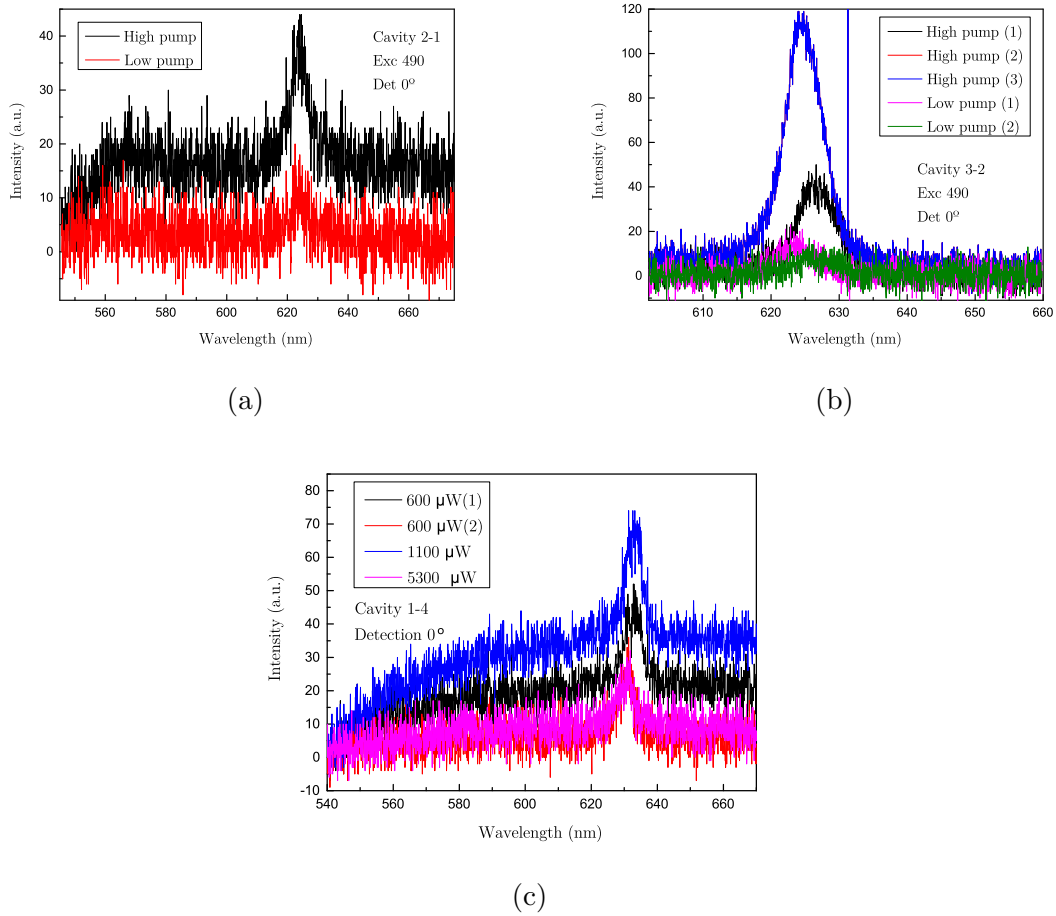 High pump
Low pump
Cavity 2-1
Exc 490
Det 0º
40
30
20
10
0
Intensity (a.u.)
560 580 600 620 640 660
Wavelength (nm)
(a)
High pump (1)
High pump (2)
High pump (3)
Low pump (1)
Low pump (2)
Cavity 3-2
Exc 490
Det 0º
120
100
80
60
40
20
0
Intensity (a.u.)
610 620 630 640 650 660
Wavelength (nm)
(b)
600 µW(1)
600 µW(2)
1100 µW
5300 µW
Cavity 1-4
Detection 0°
80
70
60
50
40
30
20
10
0
-10
Intensity (a.u.)
540 560 580 600 620 640 660
Wavelength (nm)
(c)